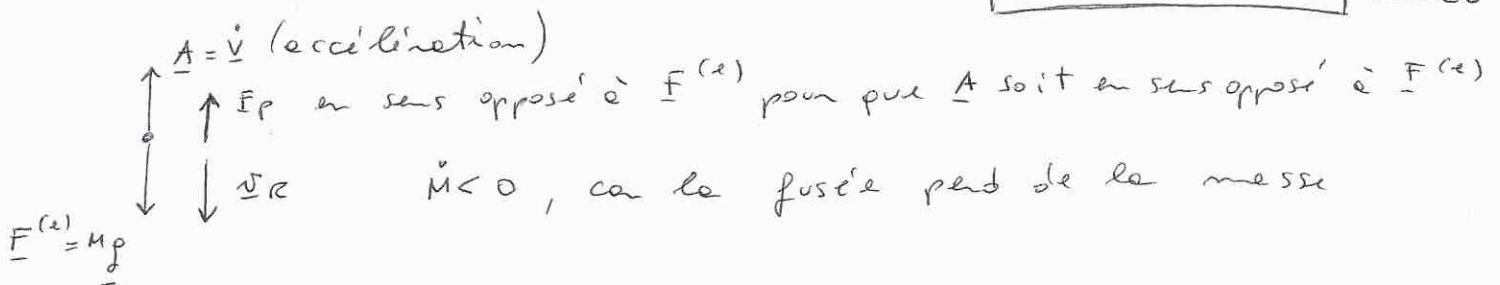 A = v̇ (accélération)
Fp en sens opposé à F^(e) pour que A soit en sens opposé à F^(e)
vR Ṁ < 0, car la fusée perd de la masse
F^(e) = Mg